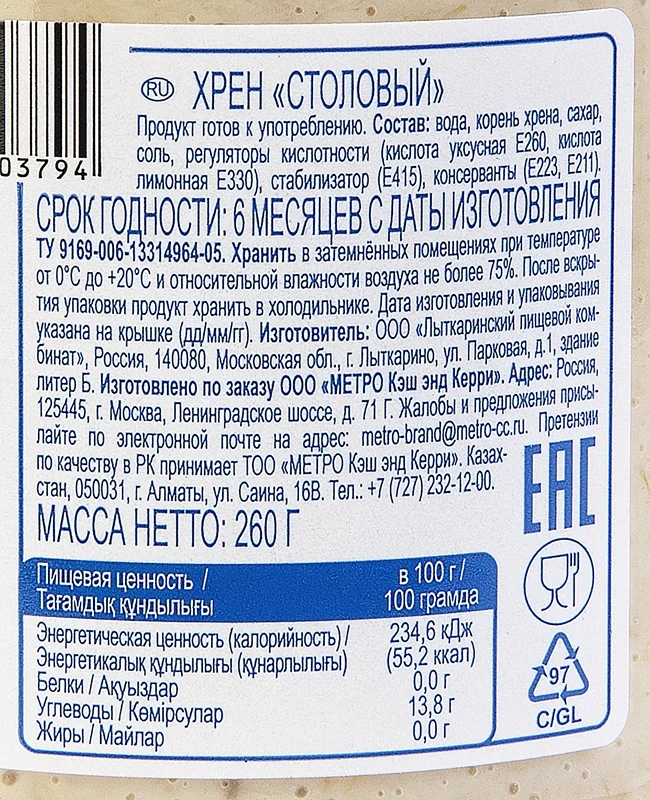 03794
RU ХРЕН «СТОЛОВЫЙ»
Продукт готов к употреблению. Состав: вода, корень хрена, сахар,
соль, регуляторы кислотности (кислота уксусная Е260, кислота
лимонная Е330), стабилизатор (Е415), консерванты (Е223, Е211).
СРОК ГОДНОСТИ: 6 МЕСЯЦЕВ С ДАТЫ ИЗГОТОВЛЕНИЯ
ТУ 9169-006-13314964-05. Хранить в затемнённых помещениях при температуре
от 0°С до +20°С и относительной влажности воздуха не более 75%. После вскры-
тия упаковки продукт хранить в холодильнике. Дата изготовления и упаковывания
указана на крышке (дд/мм/гг). Изготовитель: ООО «Лыткаринский пищевой ком-
бинат», Россия, 140080, Московская обл., г. Лыткарино, ул. Парковая, д.1, здание
литер Б. Изготовлено по заказу ООО «МЕТРО Кэш энд Керри». Адрес: Россия,
125445, г. Москва, Ленинградское шоссе, д. 71 Г. Жалобы и предложения присы-
лайте по электронной почте на адрес: metro-brand@metro-cc.ru. Претензии
по качеству в РК принимает ТОО «МЕТРО Кэш энд Керри». Казах-
стан, 050031, г. Алматы, ул. Саина, 16В. Тел.: +7 (727) 232-12-00.
EAC
МАССА НЕТТО: 260 Г
Пищевая ценность / в 100 г /
Тағамдық құндылығы 100 грамда
Энергетическая ценность (калорийность) / 234,6 кДж
Энергетикалық құндылығы (құнарлылығы) (55,2 ккал)
Белки / Ақуыздар 0,0 г
Углеводы / Көмірсулар 13,8 г
Жиры / Майлар 0,0 г
97
C/GL